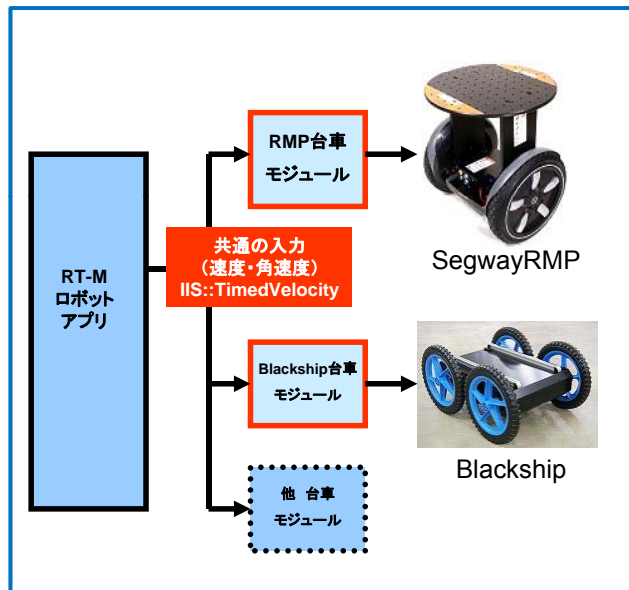 RT-M
ロボット
アプリ
共通の入力
（速度・角速度）
IIS::TimedVelocity
RMP台車
モジュール
SegwayRMP
Blackship台車
モジュール
Blackship
他 台車
モジュール